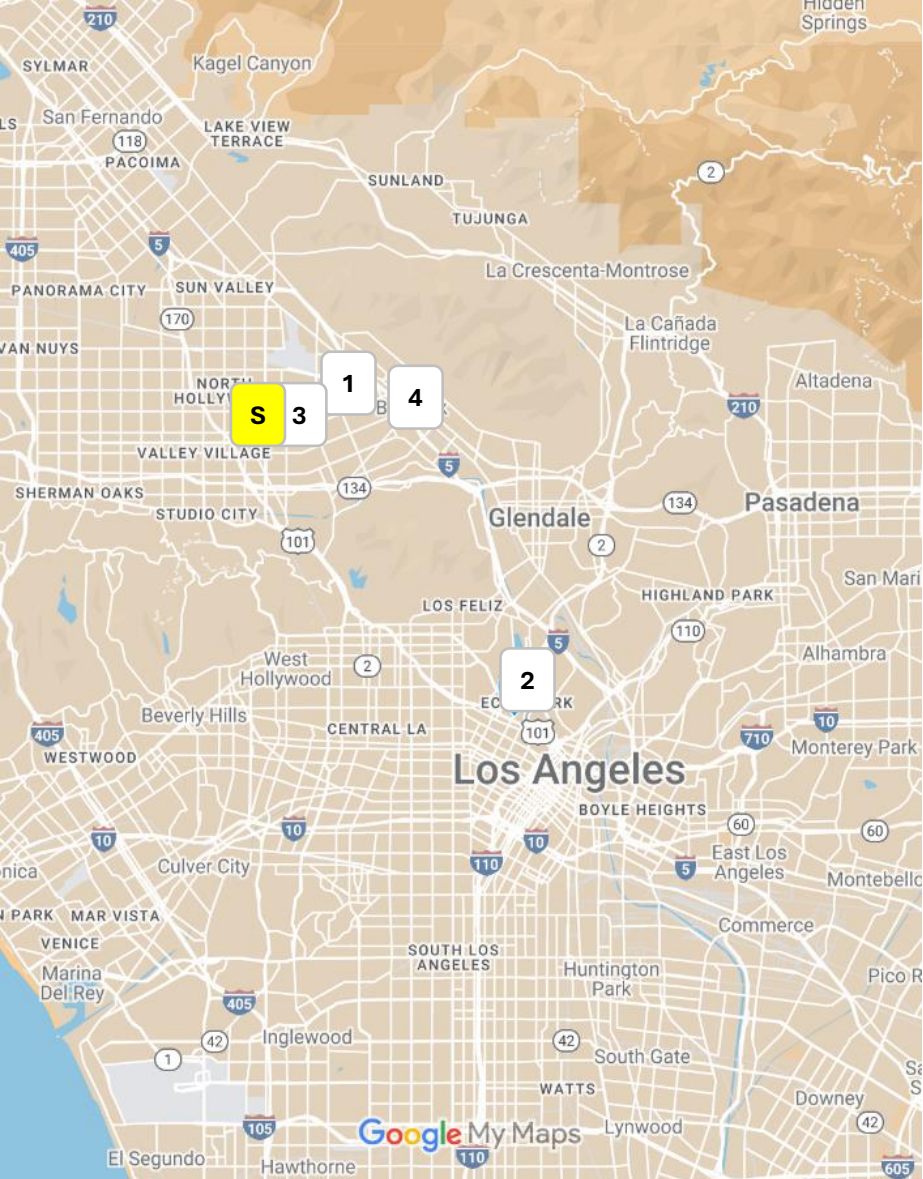 Hidden
Springs
210
SYLMAR
Kagel Canyon
San Fernando
LS
118
LAKE VIEW
TERRACE
PACOIMA
SUNLAND
2
TUJUNGA
405
5
La Crescenta-Montrose
PANORAMA CITY
SUN VALLEY
170
La Cañada
Flintridge
VAN NUYS
1
4
Altadena
NORTH
210
S
3
VALLEY VILLAGE
5
SHERMAN OAKS
134
134
Pasadena
STUDIO CITY
Glendale
101
2
San Mari
HIGHLAND PARK
LOS FELIZ
110
5
Alhambra
West
Hollywood
2
2
Beverly Hills
CENTRAL LA
101
10
405
710
Monterey Park
WESTWOOD
Los Angeles
BOYLE HEIGHTS
10
10
10
60
60
110
East Los
Angeles
5
nica
Culver City
Montebello
N PARK
MAR VISTA
Commerce
VENICE
SOUTH LOS
ANGELES
Marina
Del Rey
Huntington
Park
Pico R
405
42
Inglewood
42
1
South Gate
WATTS
Downey
42
105
Google My Maps
Lynwood
110
El Segundo
Hawthorne
605